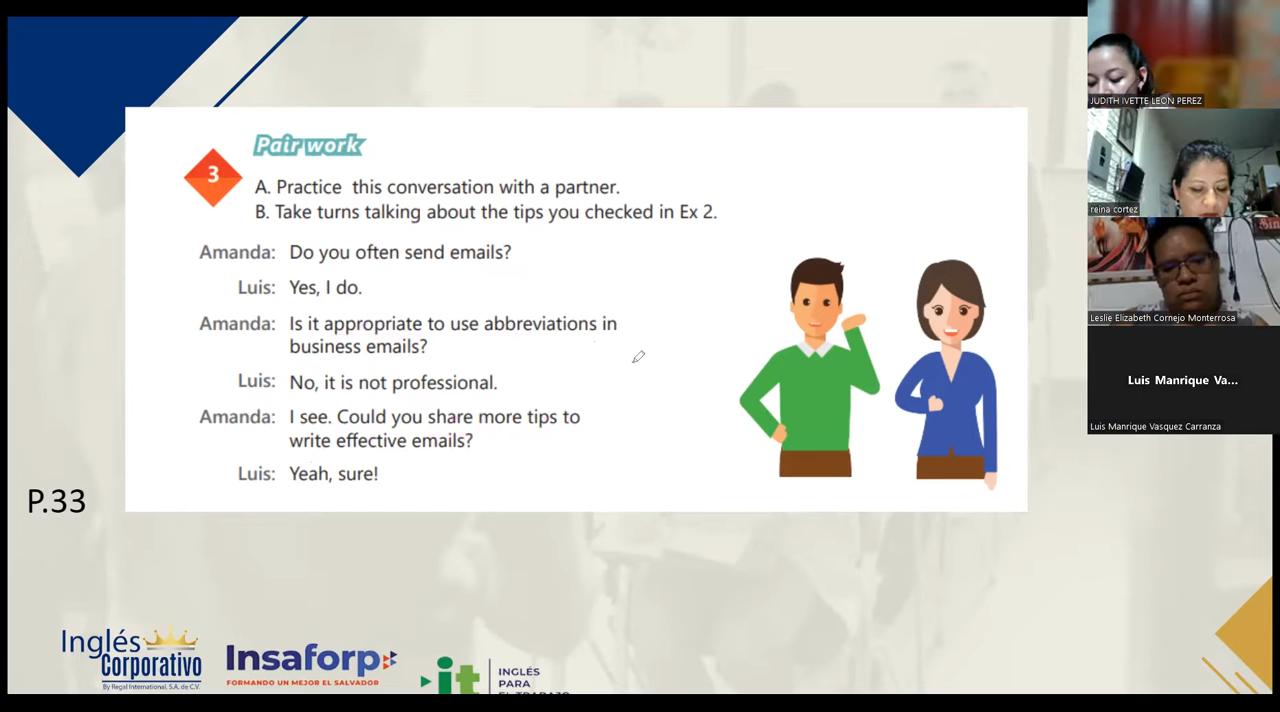 Pair work
3
A. Practice this conversation with a partner.
B. Take turns talking about the tips you checked in Ex 2.
Amanda: Do you often send emails?
Luis: Yes, I do.
Amanda: Is it appropriate to use abbreviations in
business emails?
Luis: No, it is not professional.
Amanda: I see. Could you share more tips to
write effective emails?
Luis: Yeah, sure!
P.33
Inglés
Corporativo
By Regal International, S.A. de C.V.
Insaforp
FORMANDO UN MEJOR EL SALVADOR
it
INGLÉS
PARA
EL TRABAJO
JUDITH IVETTE LEON PEREZ
reina cortez
Leslie Elizabeth Cornejo Monterrosa
Luis Manrique Va...
Luis Manrique Vasquez Carranza